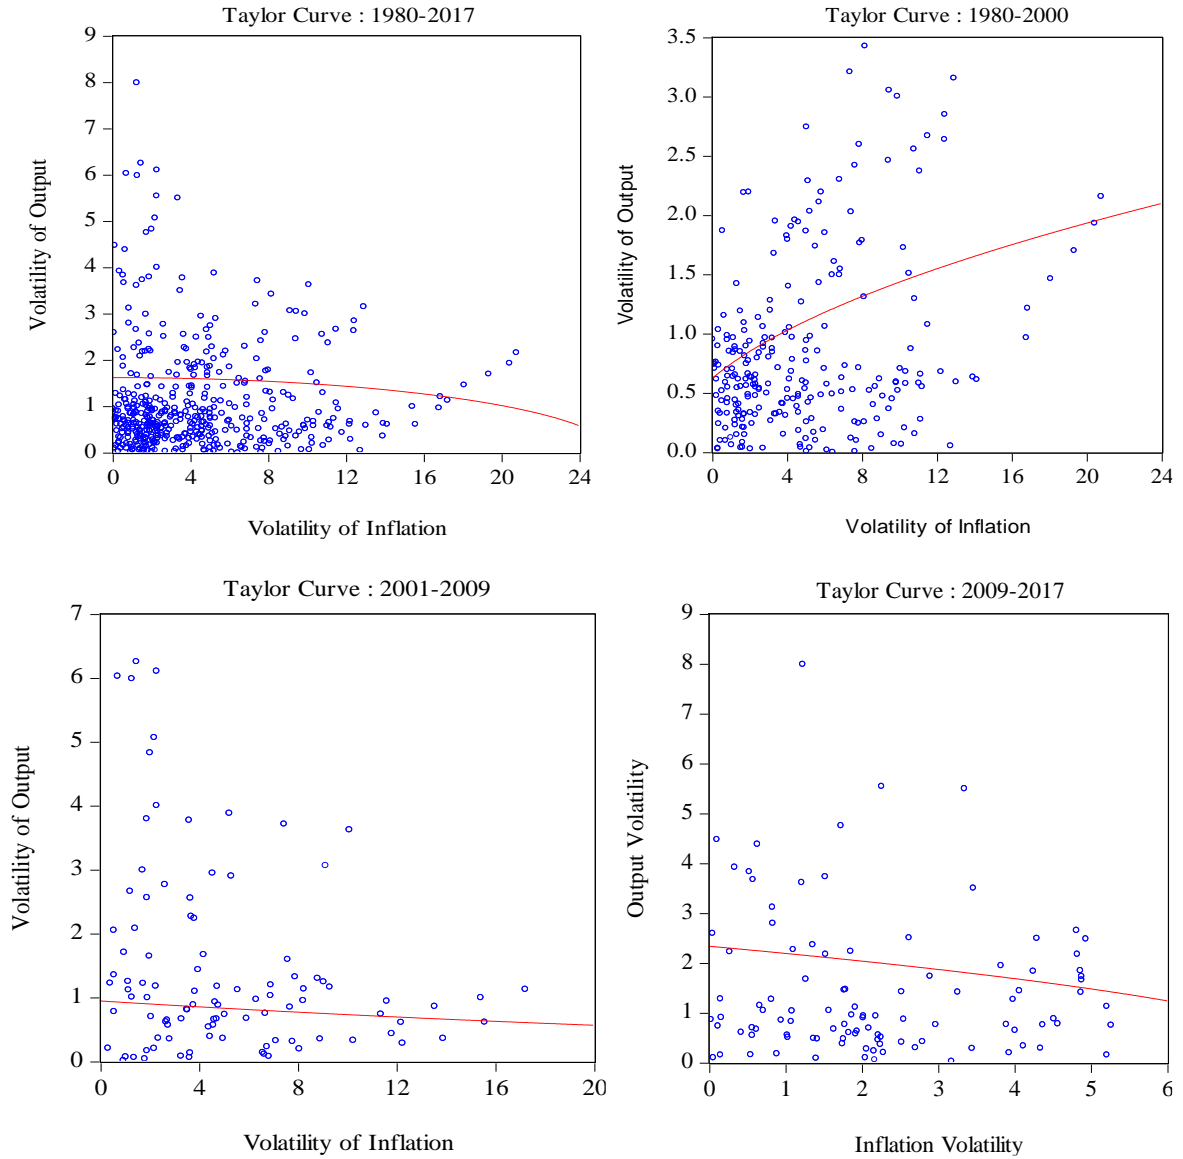 Taylor Curve : 1980-2017
9
8
7
6
5
4
3
2
1
0
Volatility of Output
0 4 8 12 16 20 24
Volatility of Inflation
Taylor Curve : 1980-2000
3.5
3.0
2.5
2.0
1.5
1.0
0.5
0.0
Volatility of Output
0 4 8 12 16 20 24
Volatility of Inflation
Taylor Curve : 2001-2009
7
6
5
4
3
2
1
0
Volatility of Output
0 4 8 12 16 20
Volatility of Inflation
Taylor Curve : 2009-2017
9
8
7
6
5
4
3
2
1
0
Output Volatility
0 1 2 3 4 5 6
Inflation Volatility